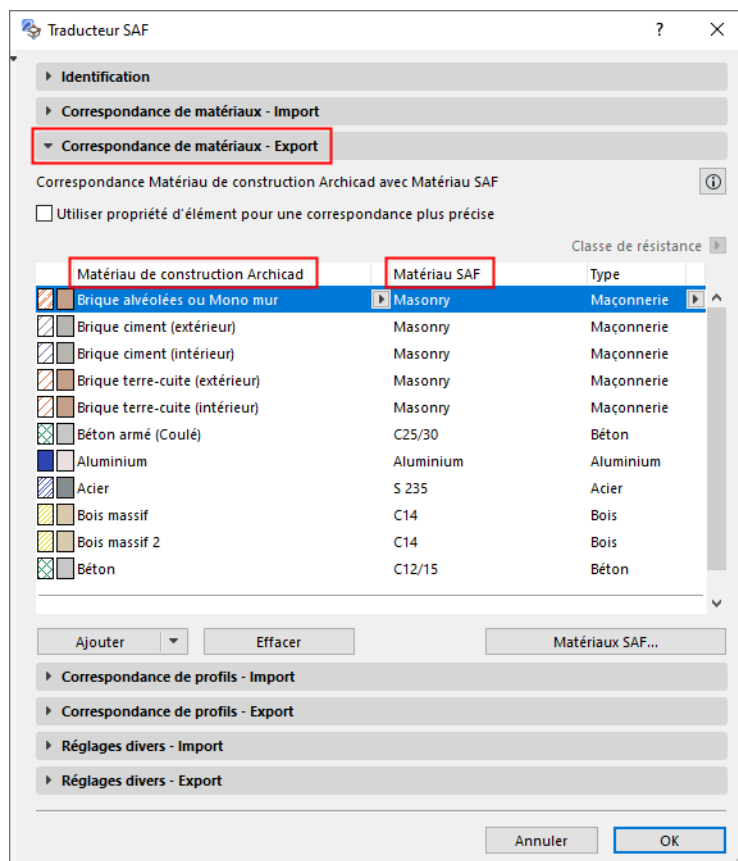 Traducteur SAF ?
Identification
Correspondance de matériaux - Import
Correspondance de matériaux - Export
Correspondance Matériau de construction Archicad avec Matériau SAF
Utiliser propriété d'élément pour une correspondance plus précise
Classe de résistance
Matériau de construction Archicad Matériau SAF Type
Brique alvéolées ou Mono mur Masonry Maçonnerie
Brique ciment (extérieur) Masonry Maçonnerie
Brique ciment (intérieur) Masonry Maçonnerie
Brique terre-cuite (extérieur) Masonry Maçonnerie
Brique terre-cuite (intérieur) Masonry Maçonnerie
Béton armé (Coulé) C25/30 Béton
Aluminium Aluminium Aluminium
Acier S 235 Acier
Bois massif C14 Bois
Bois massif 2 C14 Bois
Béton C12/15 Béton
Ajouter Effacer Matériaux SAF...
Correspondance de profils - Import
Correspondance de profils - Export
Réglages divers - Import
Réglages divers - Export
Annuler OK